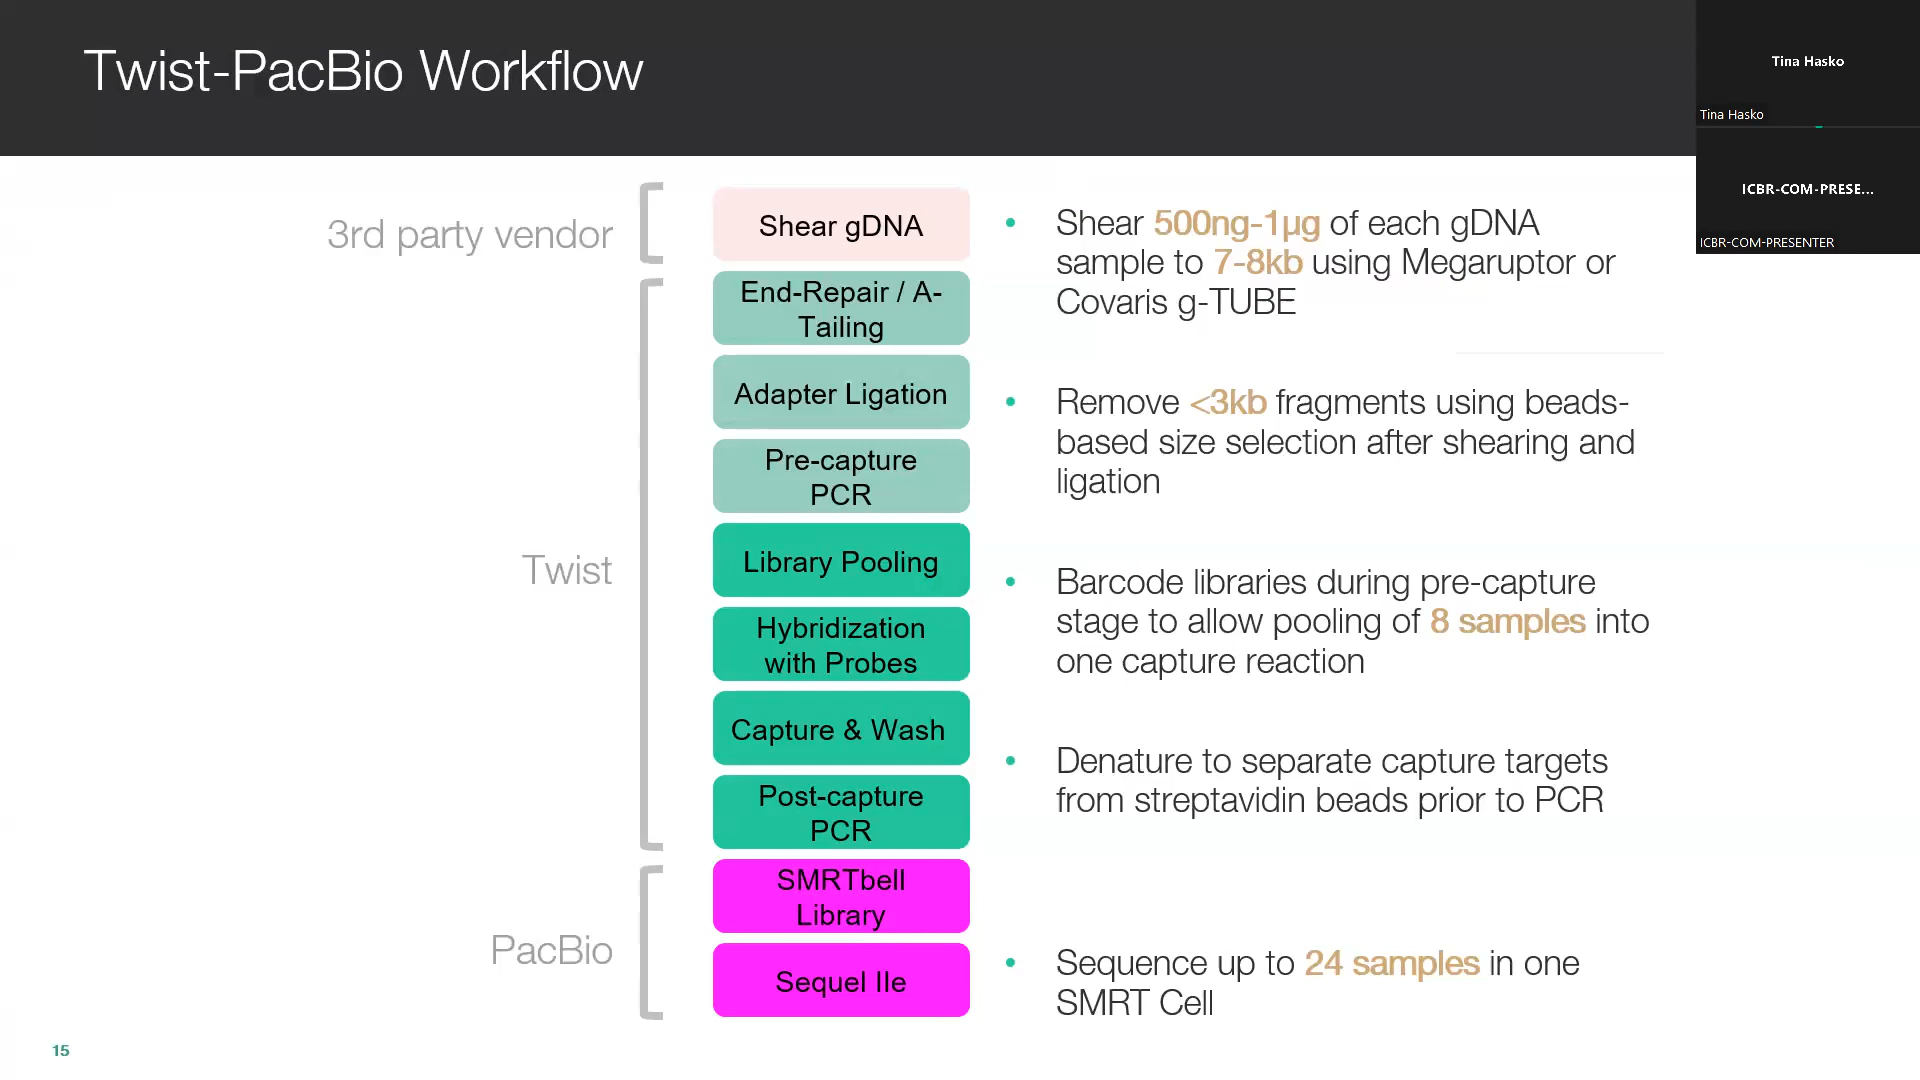 Twist-PacBio Workflow
Tina Hasko
Tina Hasko
ICBR-COM-PRESE...
ICBR-COM-PRESENTER
3rd party vendor
Twist
PacBio
Shear gDNA
End-Repair / A-
Tailing
Adapter Ligation
Pre-capture
PCR
Library Pooling
Hybridization
with Probes
Capture & Wash
Post-capture
PCR
SMRTbell
Library
Sequel IIe
• Shear 500ng-1µg of each gDNA
sample to 7-8kb using Megaruptor or
Covaris g-TUBE
• Remove <3kb fragments using beads-
based size selection after shearing and
ligation
• Barcode libraries during pre-capture
stage to allow pooling of 8 samples into
one capture reaction
• Denature to separate capture targets
from streptavidin beads prior to PCR
• Sequence up to 24 samples in one
SMRT Cell
15